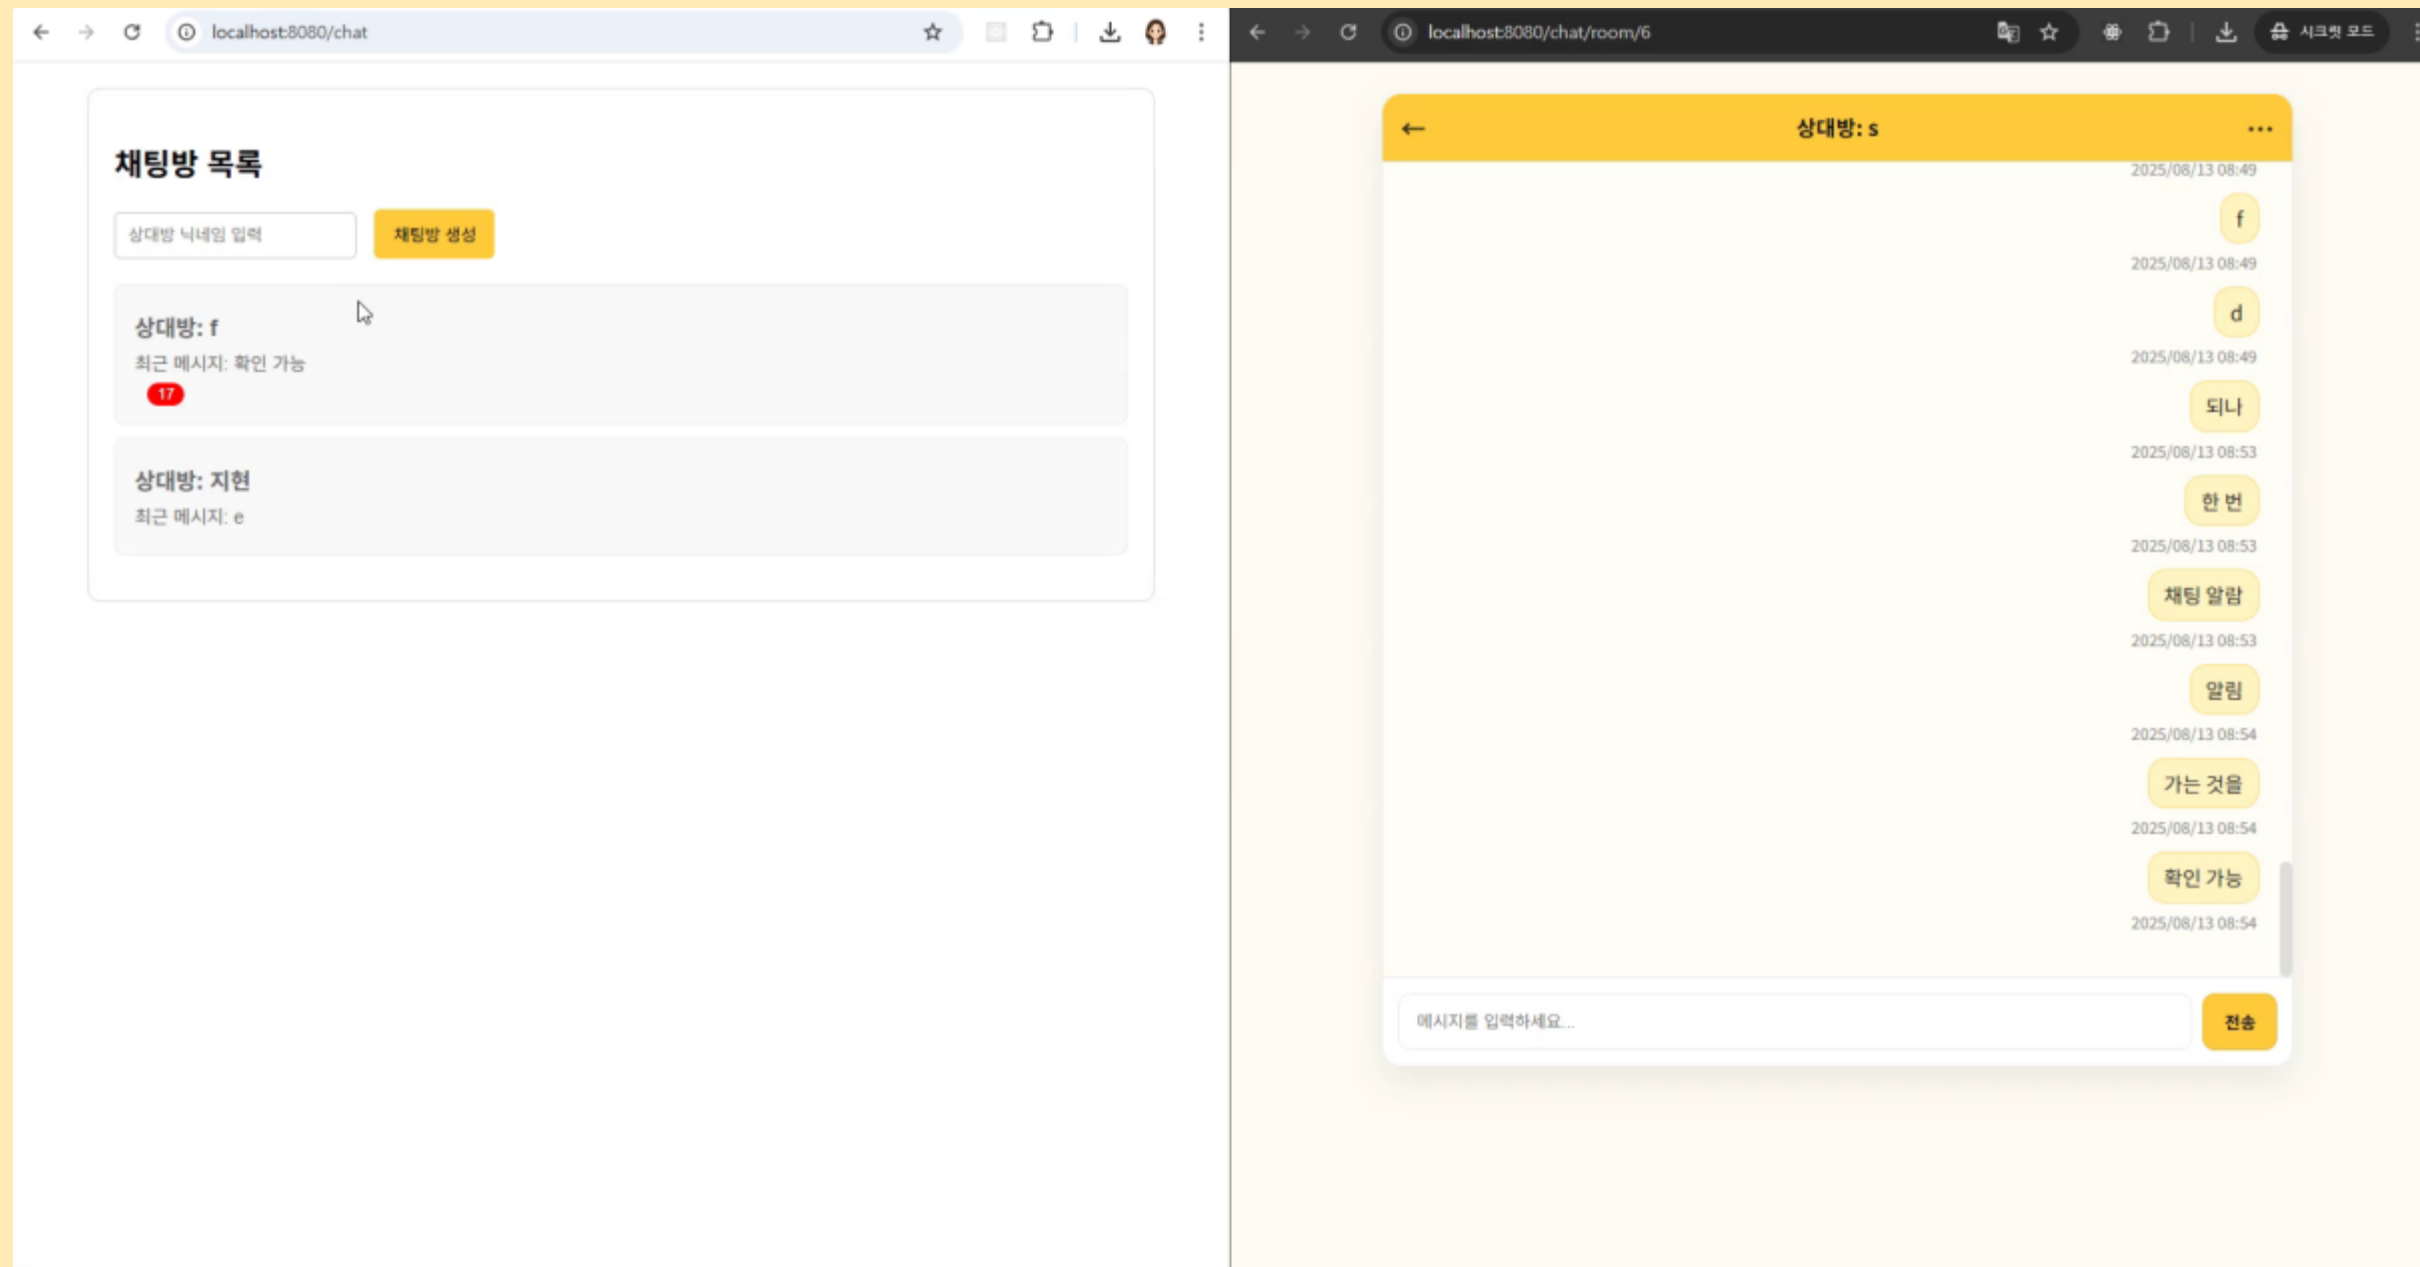 localhost:8080/chat
채팅방 목록
상대방 닉네임 입력
채팅방 생성
상대방: f
최근 메시지: 확인 가능
17
상대방: 지현
최근 메시지: e
localhost:8080/chat/room/6
시크릿 모드
상대방: s
2025/08/13 08:49
f
2025/08/13 08:49
d
2025/08/13 08:49
되나
2025/08/13 08:53
한 번
2025/08/13 08:53
채팅 알람
2025/08/13 08:53
알림
2025/08/13 08:54
가는 것을
2025/08/13 08:54
확인 가능
2025/08/13 08:54
메시지를 입력하세요...
전송